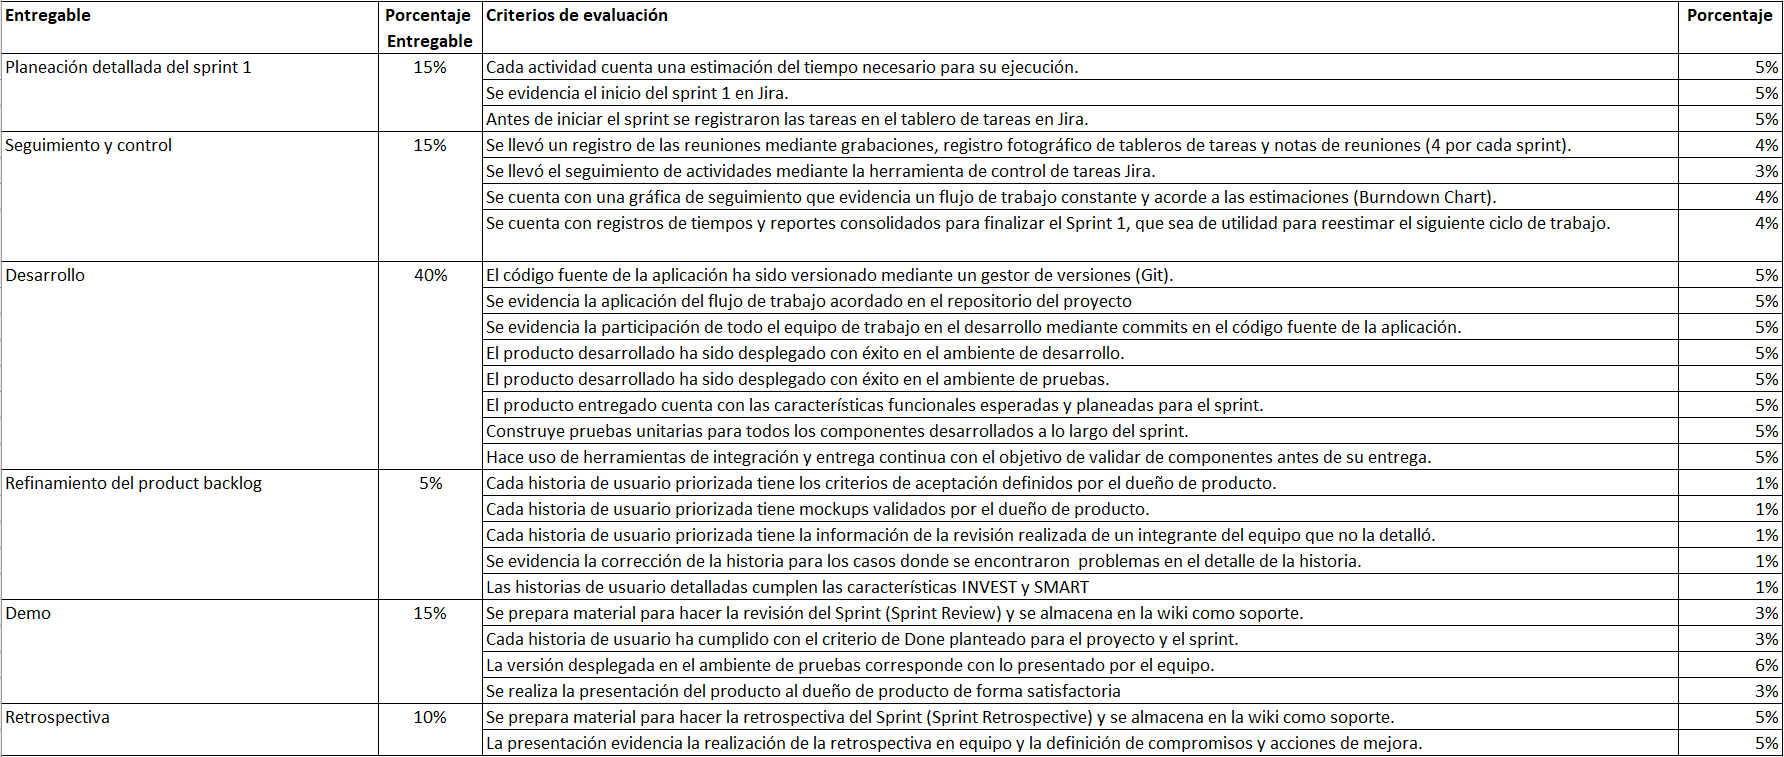 Entregable Porcentaje Entregable Criterios de evaluación Porcentaje
Planeación detallada del sprint 1 15% Cada actividad cuenta una estimación del tiempo necesario para su ejecución. 5%
Se evidencia el inicio del sprint 1 en Jira. 5%
Antes de iniciar el sprint se registraron las tareas en el tablero de tareas en Jira. 5%
Seguimiento y control 15% Se llevó un registro de las reuniones mediante grabaciones, registro fotográfico de tableros de tareas y notas de reuniones (4 por cada sprint). 4%
Se llevó el seguimiento de actividades mediante la herramienta de control de tareas Jira. 3%
Se cuenta con una gráfica de seguimiento que evidencia un flujo de trabajo constante y acorde a las estimaciones (Burndown Chart). 4%
Se cuenta con registros de tiempos y reportes consolidados para finalizar el Sprint 1, que sea de utilidad para reestimar el siguiente ciclo de trabajo. 4%
Desarrollo 40% El código fuente de la aplicación ha sido versionado mediante un gestor de versiones (Git). 5%
Se evidencia la aplicación del flujo de trabajo acordado en el repositorio del proyecto 5%
Se evidencia la participación de todo el equipo de trabajo en el desarrollo mediante commits en el código fuente de la aplicación. 5%
El producto desarrollado ha sido desplegado con éxito en el ambiente de desarrollo. 5%
El producto desarrollado ha sido desplegado con éxito en el ambiente de pruebas. 5%
El producto entregado cuenta con las características funcionales esperadas y planeadas para el sprint. 5%
Construye pruebas unitarias para todos los componentes desarrollados a lo largo del sprint. 5%
Hace uso de herramientas de integración y entrega continua con el objetivo de validar de componentes antes de su entrega. 5%
Refinamiento del product backlog 5% Cada historia de usuario priorizada tiene los criterios de aceptación definidos por el dueño de producto. 1%
Cada historia de usuario priorizada tiene mockups validados por el dueño de producto. 1%
Cada historia de usuario priorizada tiene la información de la revisión realizada de un integrante del equipo que no la detalló. 1%
Se evidencia la corrección de la historia para los casos donde se encontraron  problemas en el detalle de la historia. 1%
Las historias de usuario detalladas cumplen las características INVEST y SMART 1%
Demo 15% Se prepara material para hacer la revisión del Sprint (Sprint Review) y se almacena en la wiki como soporte. 3%
Cada historia de usuario ha cumplido con el criterio de Done planteado para el proyecto y el sprint. 3%
La versión desplegada en el ambiente de pruebas corresponde con lo presentado por el equipo. 6%
Se realiza la presentación del producto al dueño de producto de forma satisfactoria 3%
Retrospectiva 10% Se prepara material para hacer la retrospectiva del Sprint (Sprint Retrospective) y se almacena en la wiki como soporte. 5%
La presentación evidencia la realización de la retrospectiva en equipo y la definición de compromisos y acciones de mejora. 5%